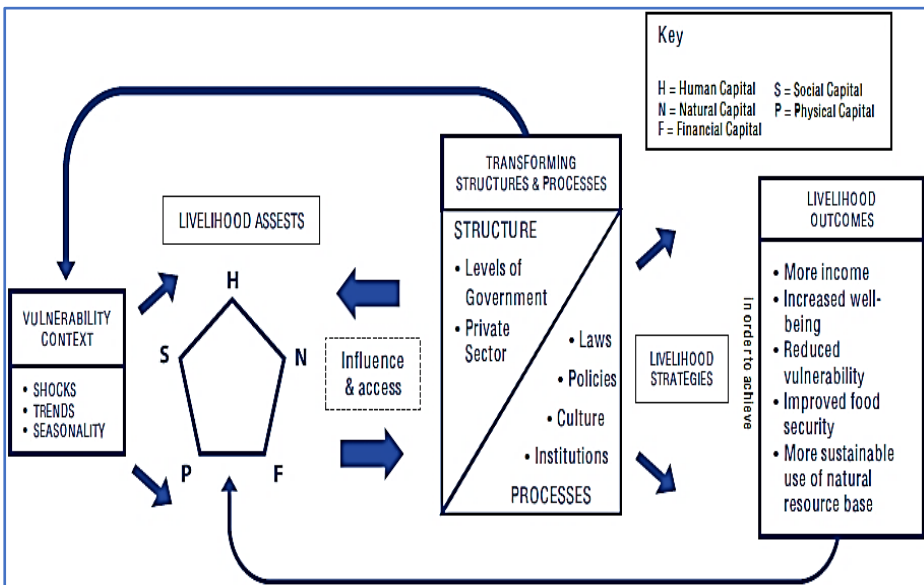 Key
H = Human Capital S = Social Capital
N = Natural Capital P = Physical Capital
F = Financial Capital
TRANSFORMING
STRUCTURES & PROCESSES
STRUCTURE
• Levels of
Government
• Private
Sector
• Laws
• Policies
• Culture
• Institutions
PROCESSES
LIVELIHOOD ASSESTS
H
S
N
P
F
Influence
& access
VULNERABILITY
CONTEXT
• SHOCKS
• TRENDS
• SEASONALITY
LIVELIHOOD
STRATEGIES
in order to achieve
LIVELIHOOD
OUTCOMES
• More income
• Increased well-
being
• Reduced
vulnerability
• Improved food
security
• More sustainable
use of natural
resource base